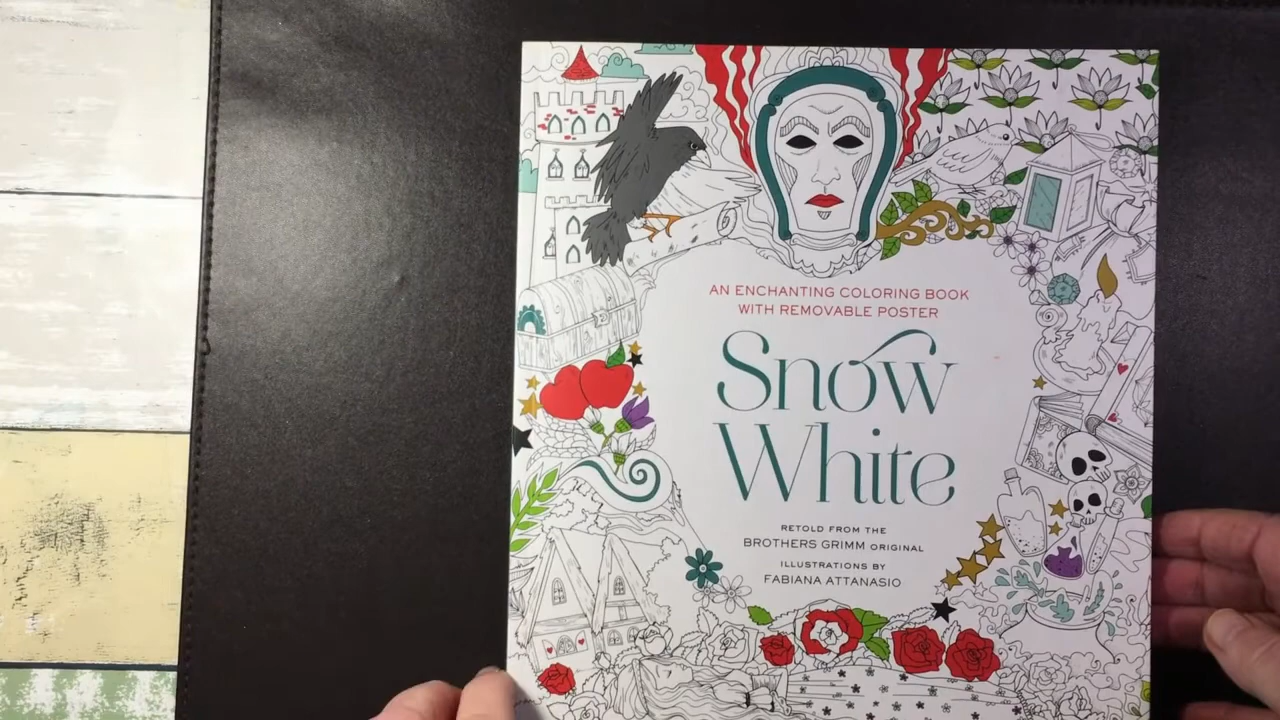 AN ENCHANTING COLORING BOOK
WITH REMOVABLE POSTER
Snow
White
RETOLD FROM THE
BROTHERS GRIMM ORIGINAL
ILLUSTRATIONS BY
FABIANA ATTANASIO